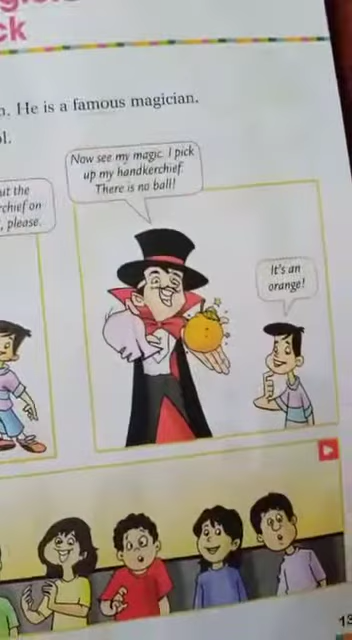 ck
He is a famous magician.
Now see my magic. I pick
up my handkerchief.
There is no ball!
ut the
chief on
, please.
It's an
orange!
13